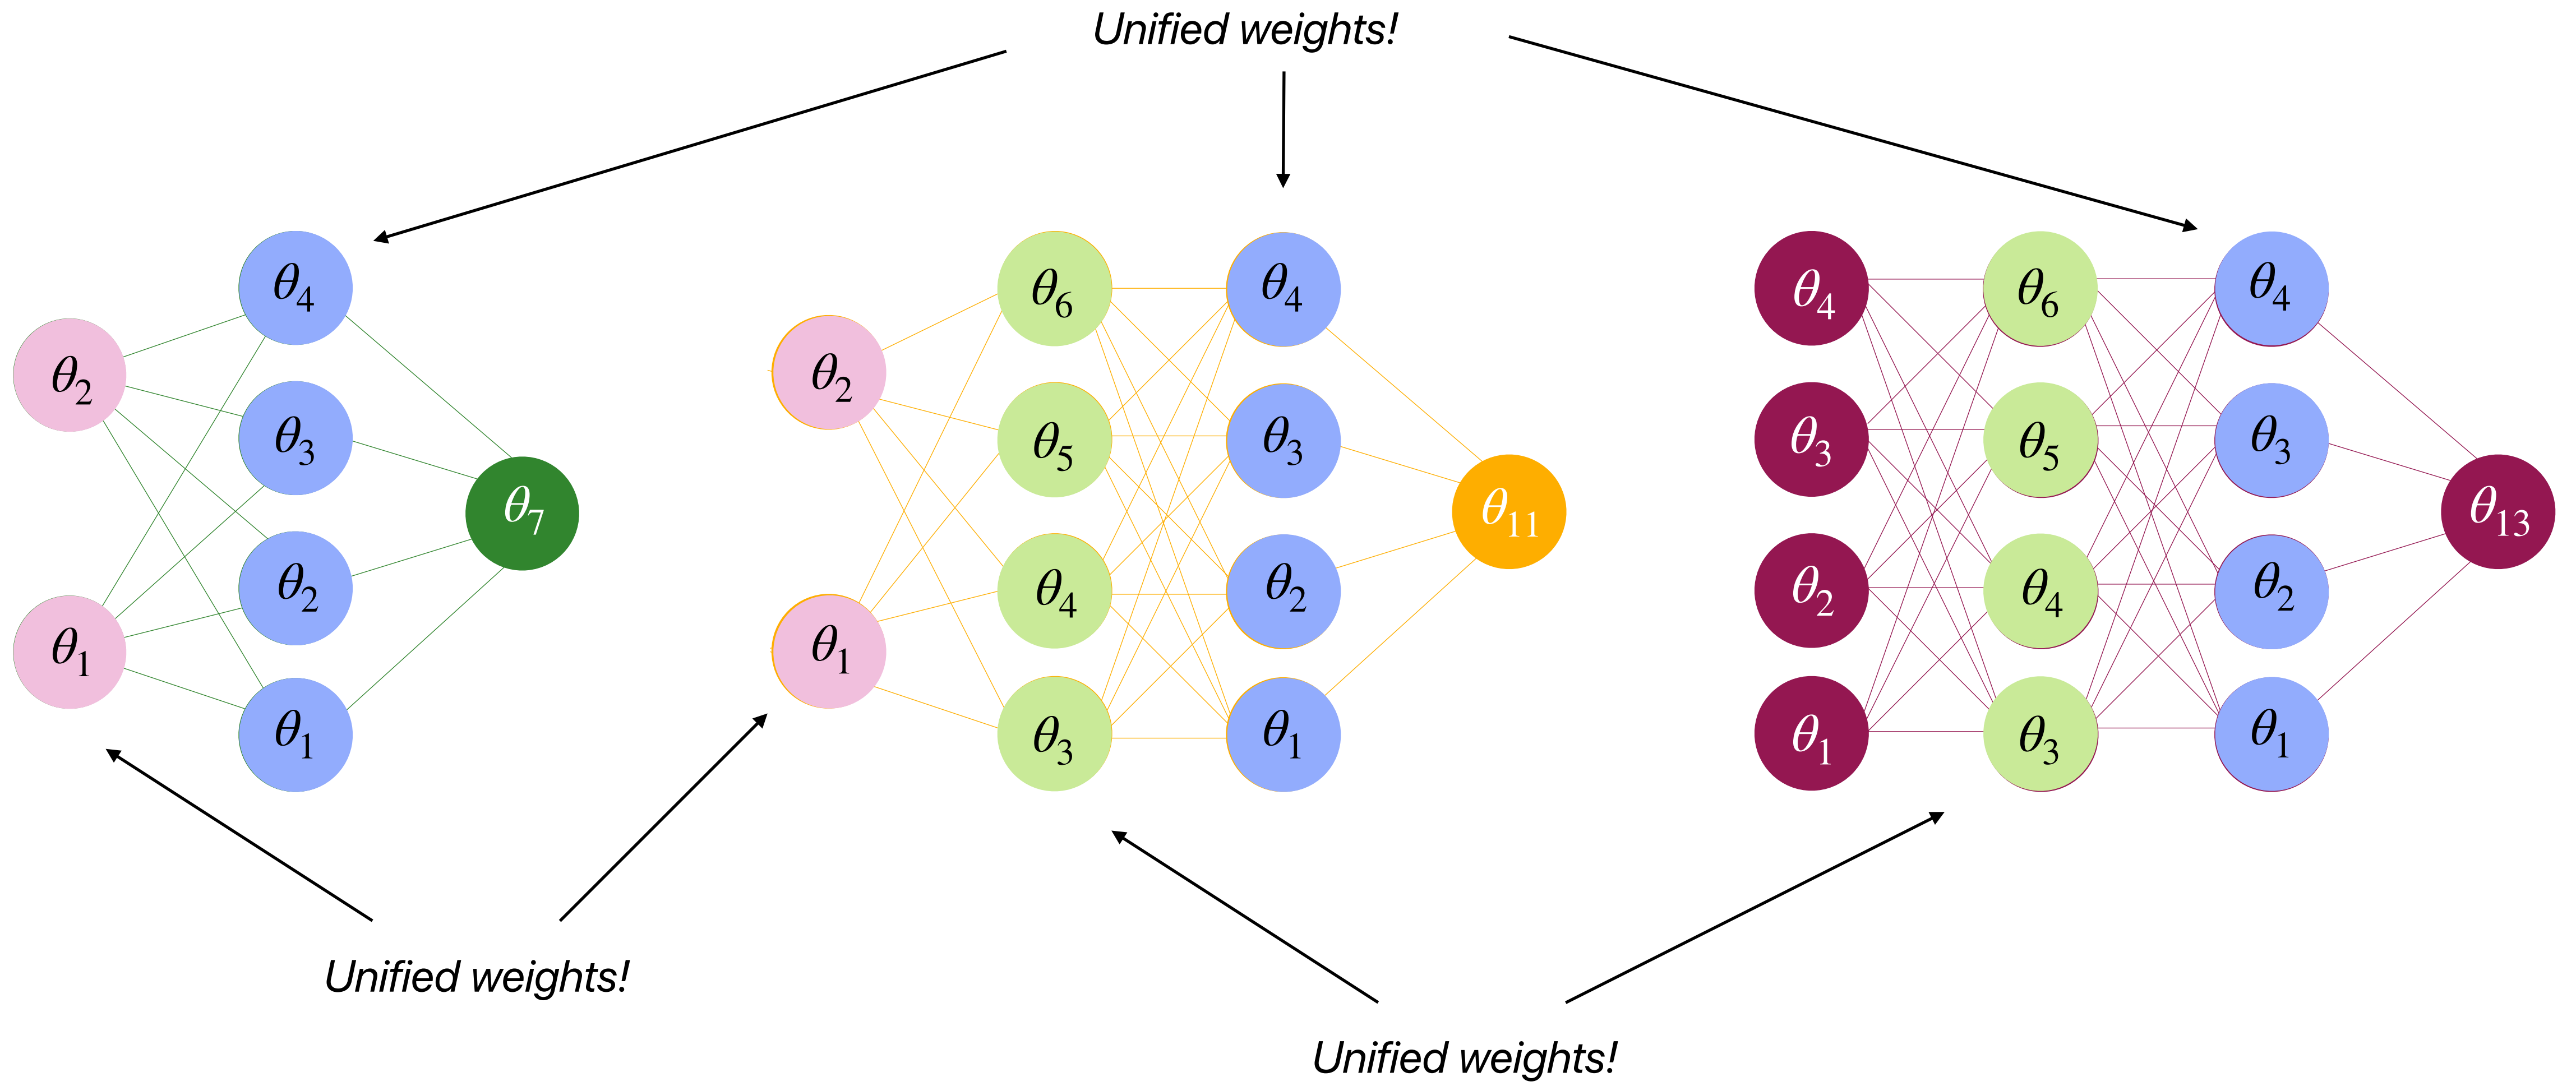 Unified weights!
θ₄
θ₂
θ₃
θ₇
θ₂
θ₁
θ₁
θ₆
θ₄
θ₂
θ₅
θ₃
θ₁₁
θ₄
θ₂
θ₁
θ₃
θ₁
θ₄
θ₆
θ₄
θ₃
θ₅
θ₃
θ₁₃
θ₂
θ₄
θ₂
θ₁
θ₃
θ₁
Unified weights!
Unified weights!